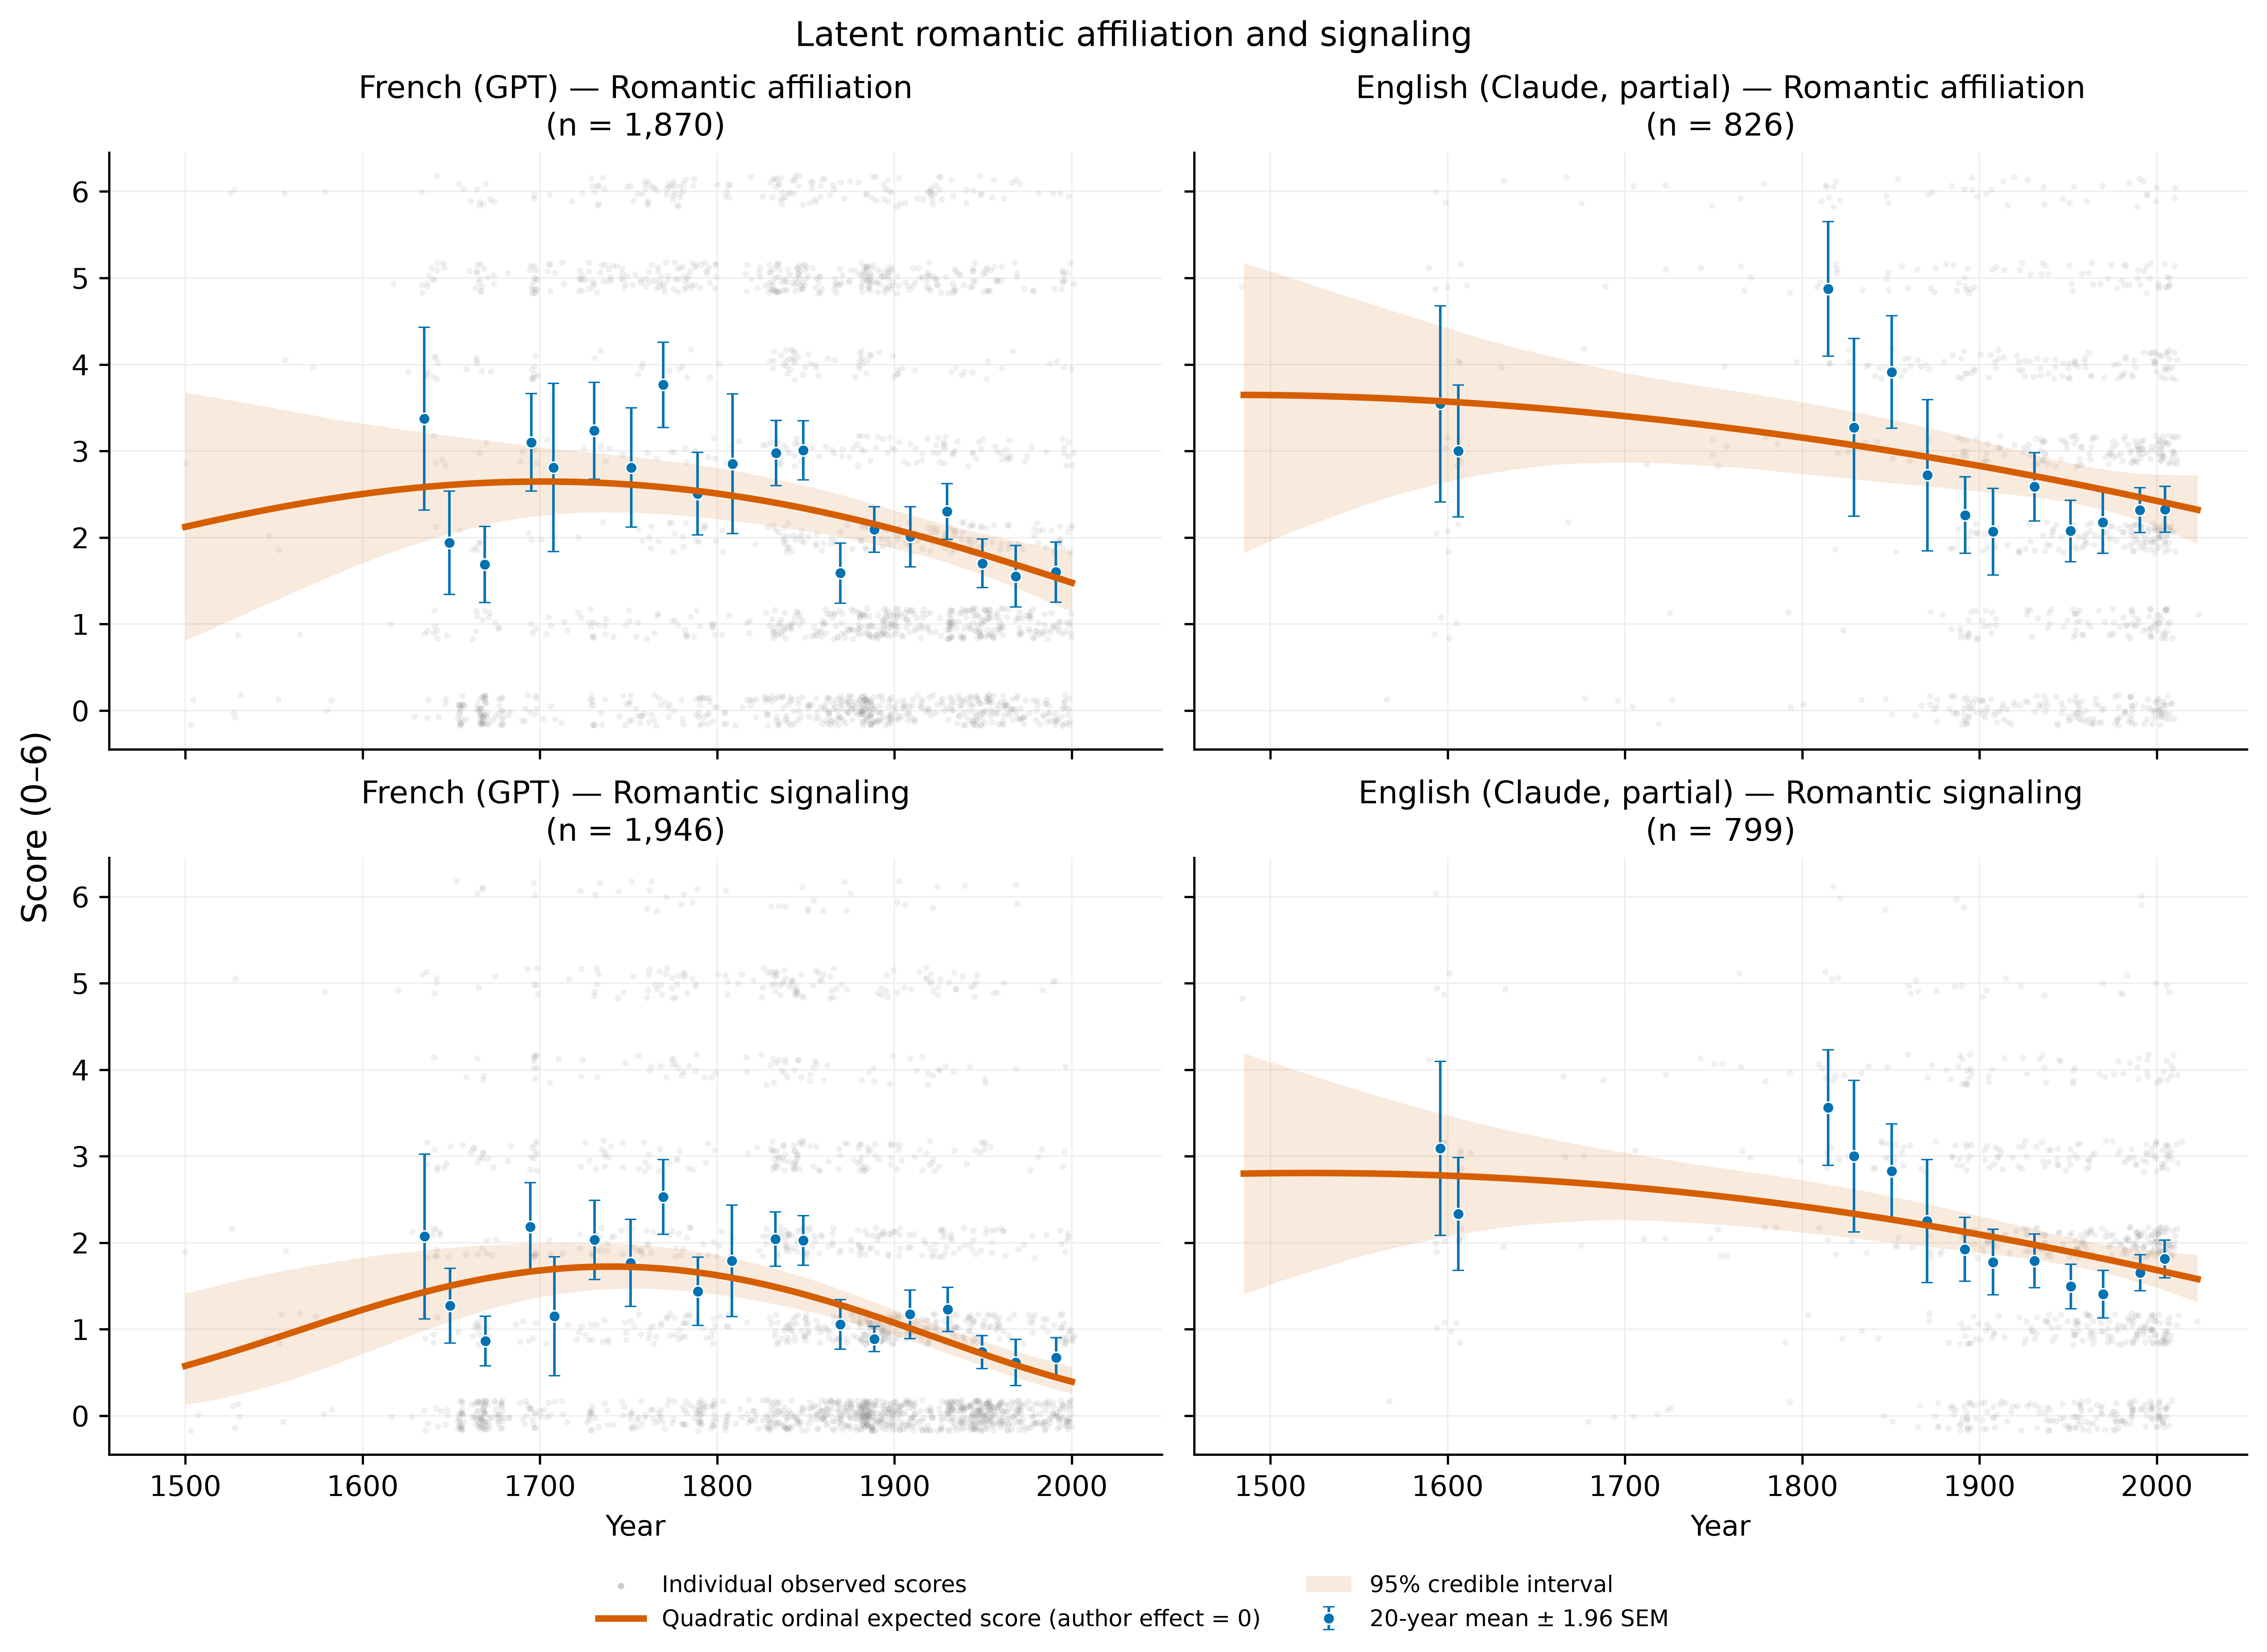 Latent romantic affiliation and signaling
French (GPT) — Romantic affiliation
(n = 1,870)
English (Claude, partial) — Romantic affiliation
(n = 826)
6
5
4
3
2
1
0
Score (0–6)
French (GPT) — Romantic signaling
(n = 1,946)
English (Claude, partial) — Romantic signaling
(n = 799)
6
5
4
3
2
1
0
1500 1600 1700 1800 1900 2000
1500 1600 1700 1800 1900 2000
Year
Year
Individual observed scores
Quadratic ordinal expected score (author effect = 0)
95% credible interval
20-year mean ± 1.96 SEM